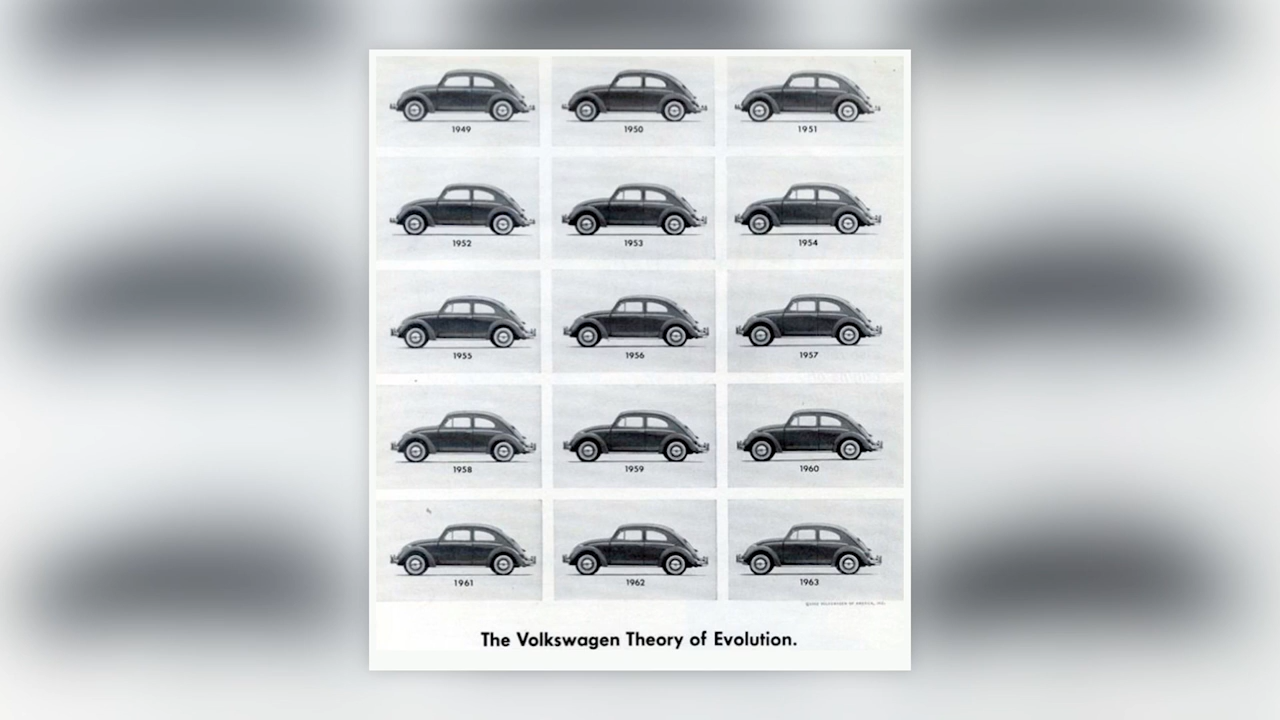 1949 1950 1951
1952 1953 1954
1955 1956 1957
1958 1959 1960
1961 1962 1963
The Volkswagen Theory of Evolution.